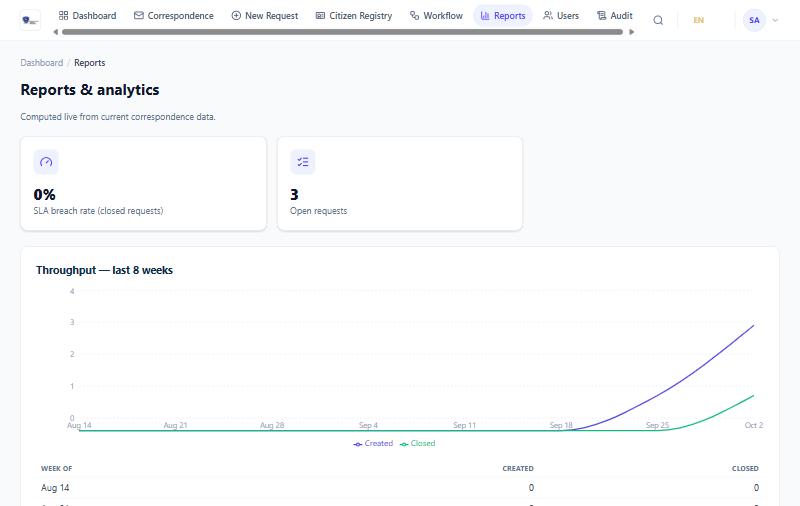 Dashboard Correspondence New Request Citizen Registry Workflow Reports Users Audit EN SA
Dashboard / Reports
Reports & analytics
Computed live from current correspondence data.
0%
SLA breach rate (closed requests)
3
Open requests
Throughput — last 8 weeks
4
3
2
1
0
Aug 14 Aug 21 Aug 28 Sep 4 Sep 11 Sep 18 Sep 25 Oct 2
Created Closed
WEEK OF CREATED CLOSED
Aug 14 0 0